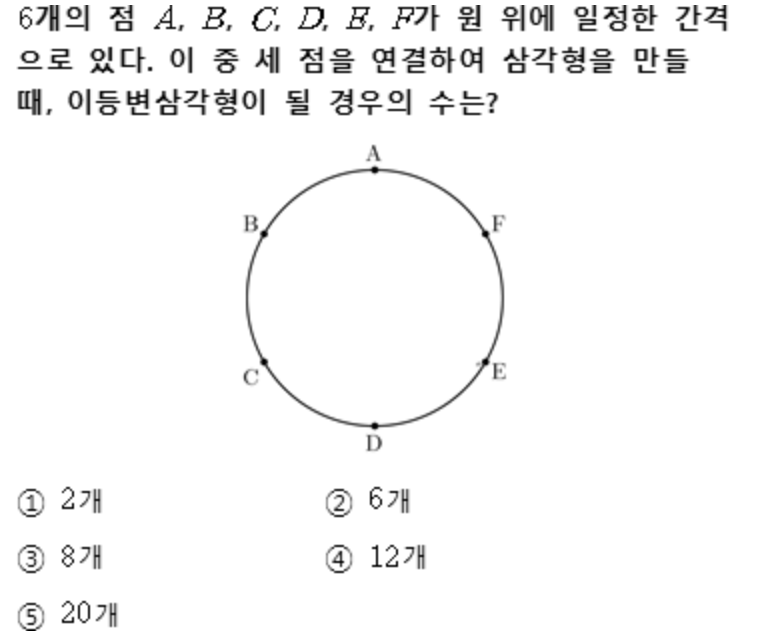 6개의 점 A, B, C, D, E, F가 원 위에 일정한 간격
으로 있다. 이 중 세 점을 연결하여 삼각형을 만들
때, 이등변삼각형이 될 경우의 수는?
A
B
F
C
E
D
① 2개
② 6개
③ 8개
④ 12개
⑤ 20개